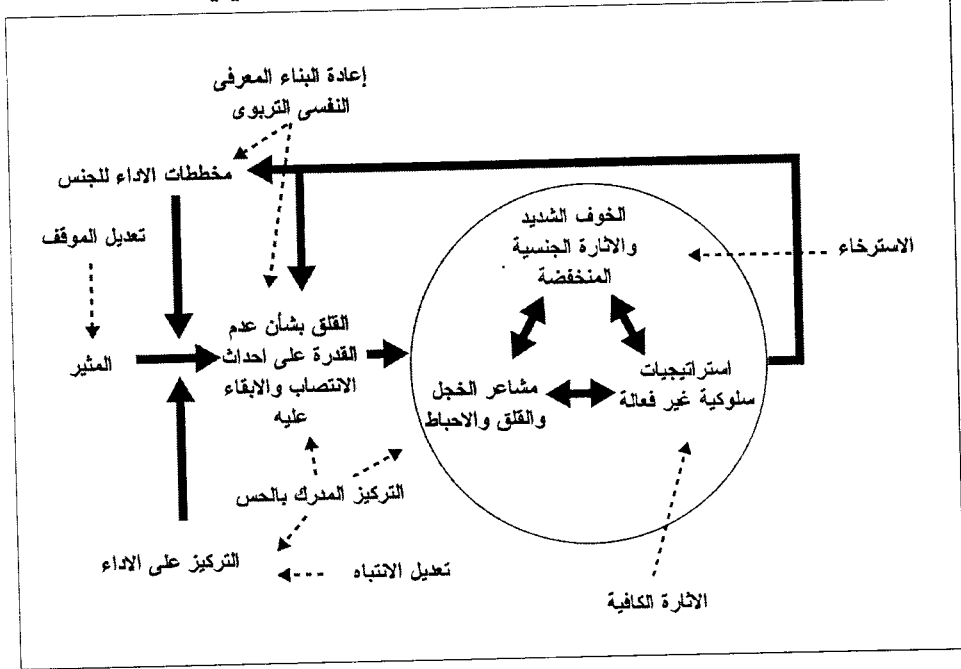 إعادة البناء المعرفى
النفسى التربوى
مخططات الاداء للجنس
تعديل الموقف
الخوف الشديد
والاثارة الجنسية
المنخفضة
الاسترخاء
المثير
القلق بشأن عدم
القدرة على احداث
الانتصاب والابقاء
عليه
استراتيجيات
سلوكية غير فعالة
مشاعر الخجل
والقلق والاحباط
التركيز المدرك بالحس
التركيز على الاداء
تعديل الانتباه
الاثارة الكافية